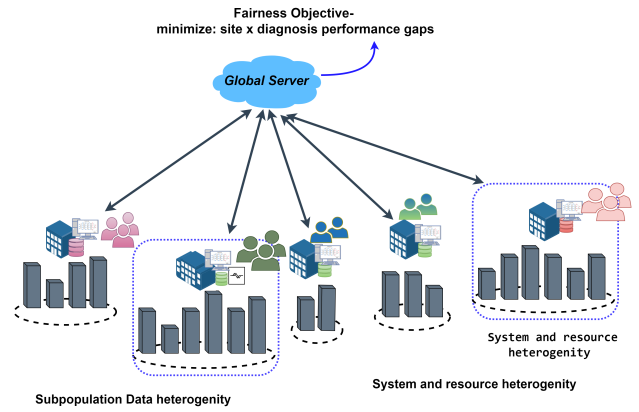 Fairness Objective-
minimize: site x diagnosis performance gaps
Global Server
System and resource
heterogenity
System and resource heterogenity
Subpopulation Data heterogenity